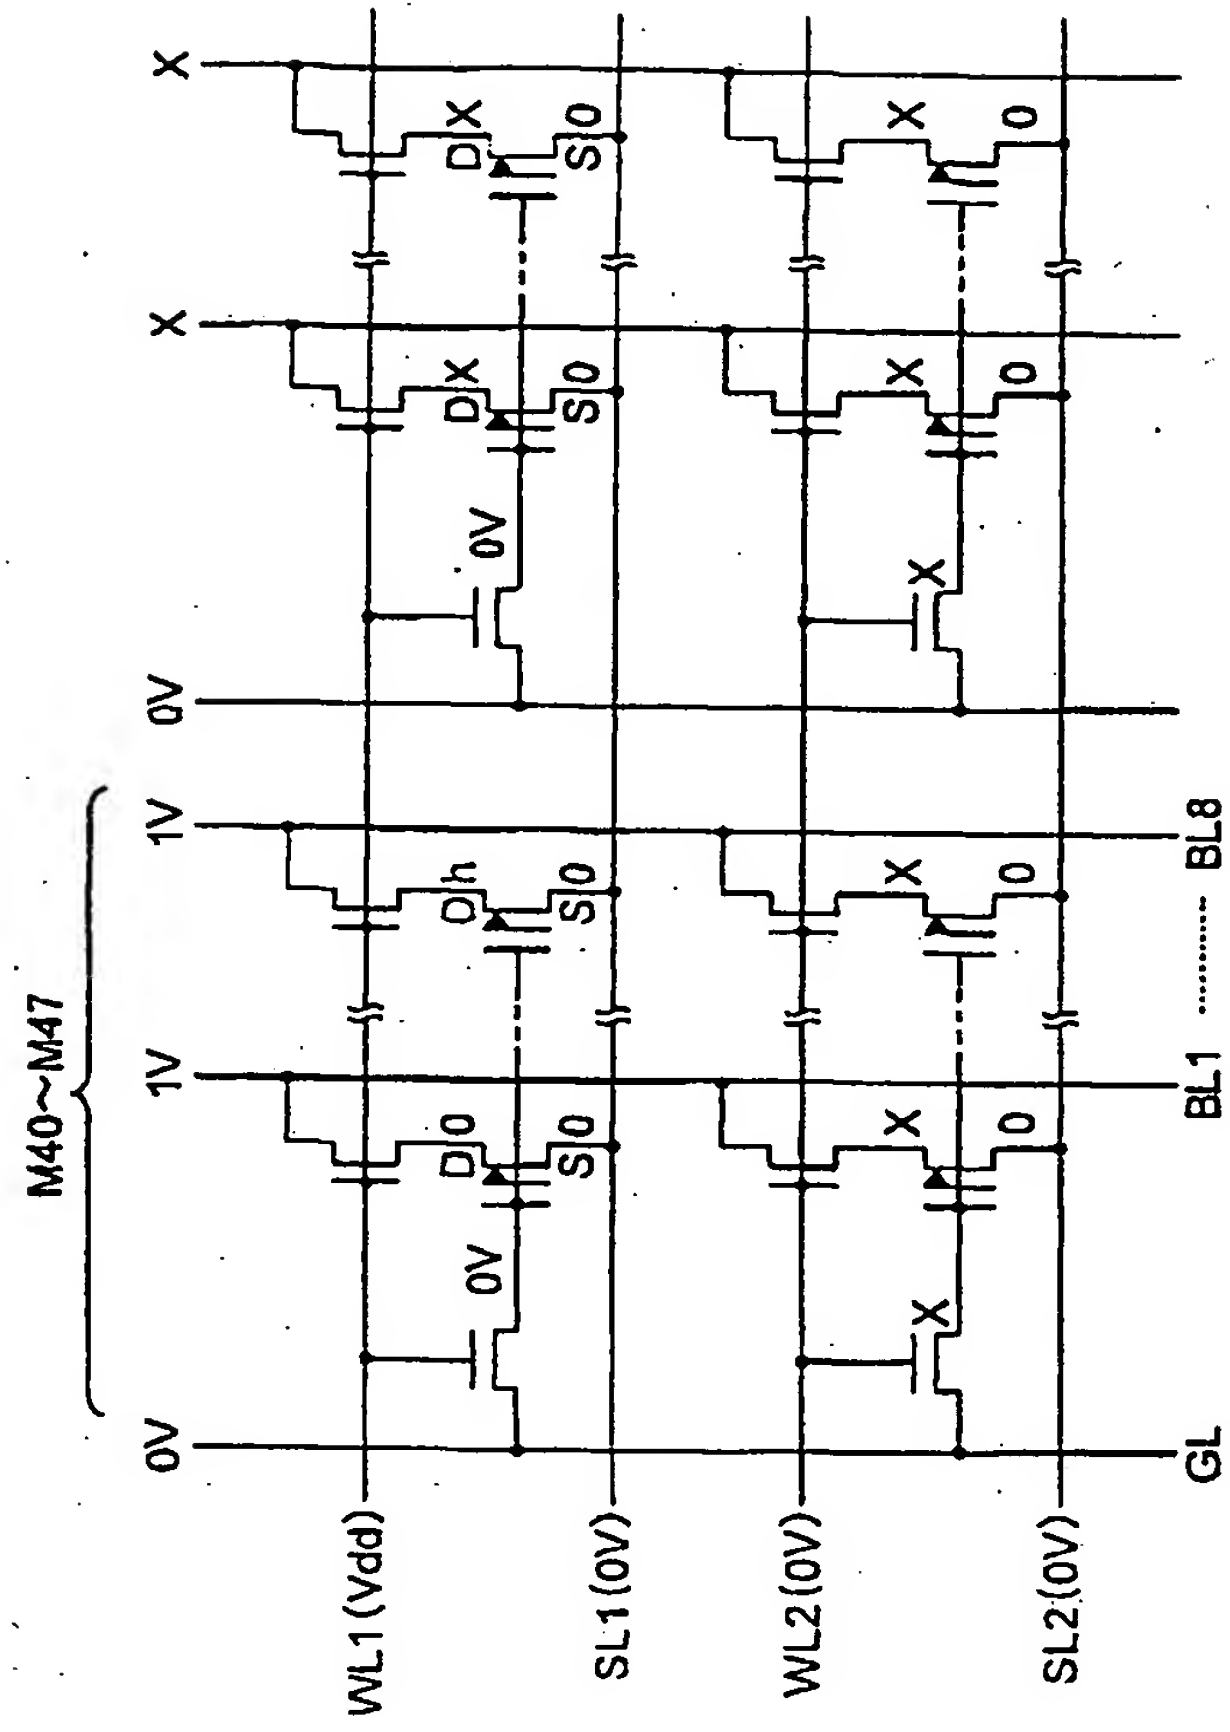 M40~M47
0V 1V 1V 0V X X
WL1(Vdd)
0V D 0 D h 0V D X D X
S 0 S 0 S 0 S 0
SL1(0V)
WL2(0V)
X X X X X X
0 0 0 0
SL2(0V)
GL BL1 ········· BL8